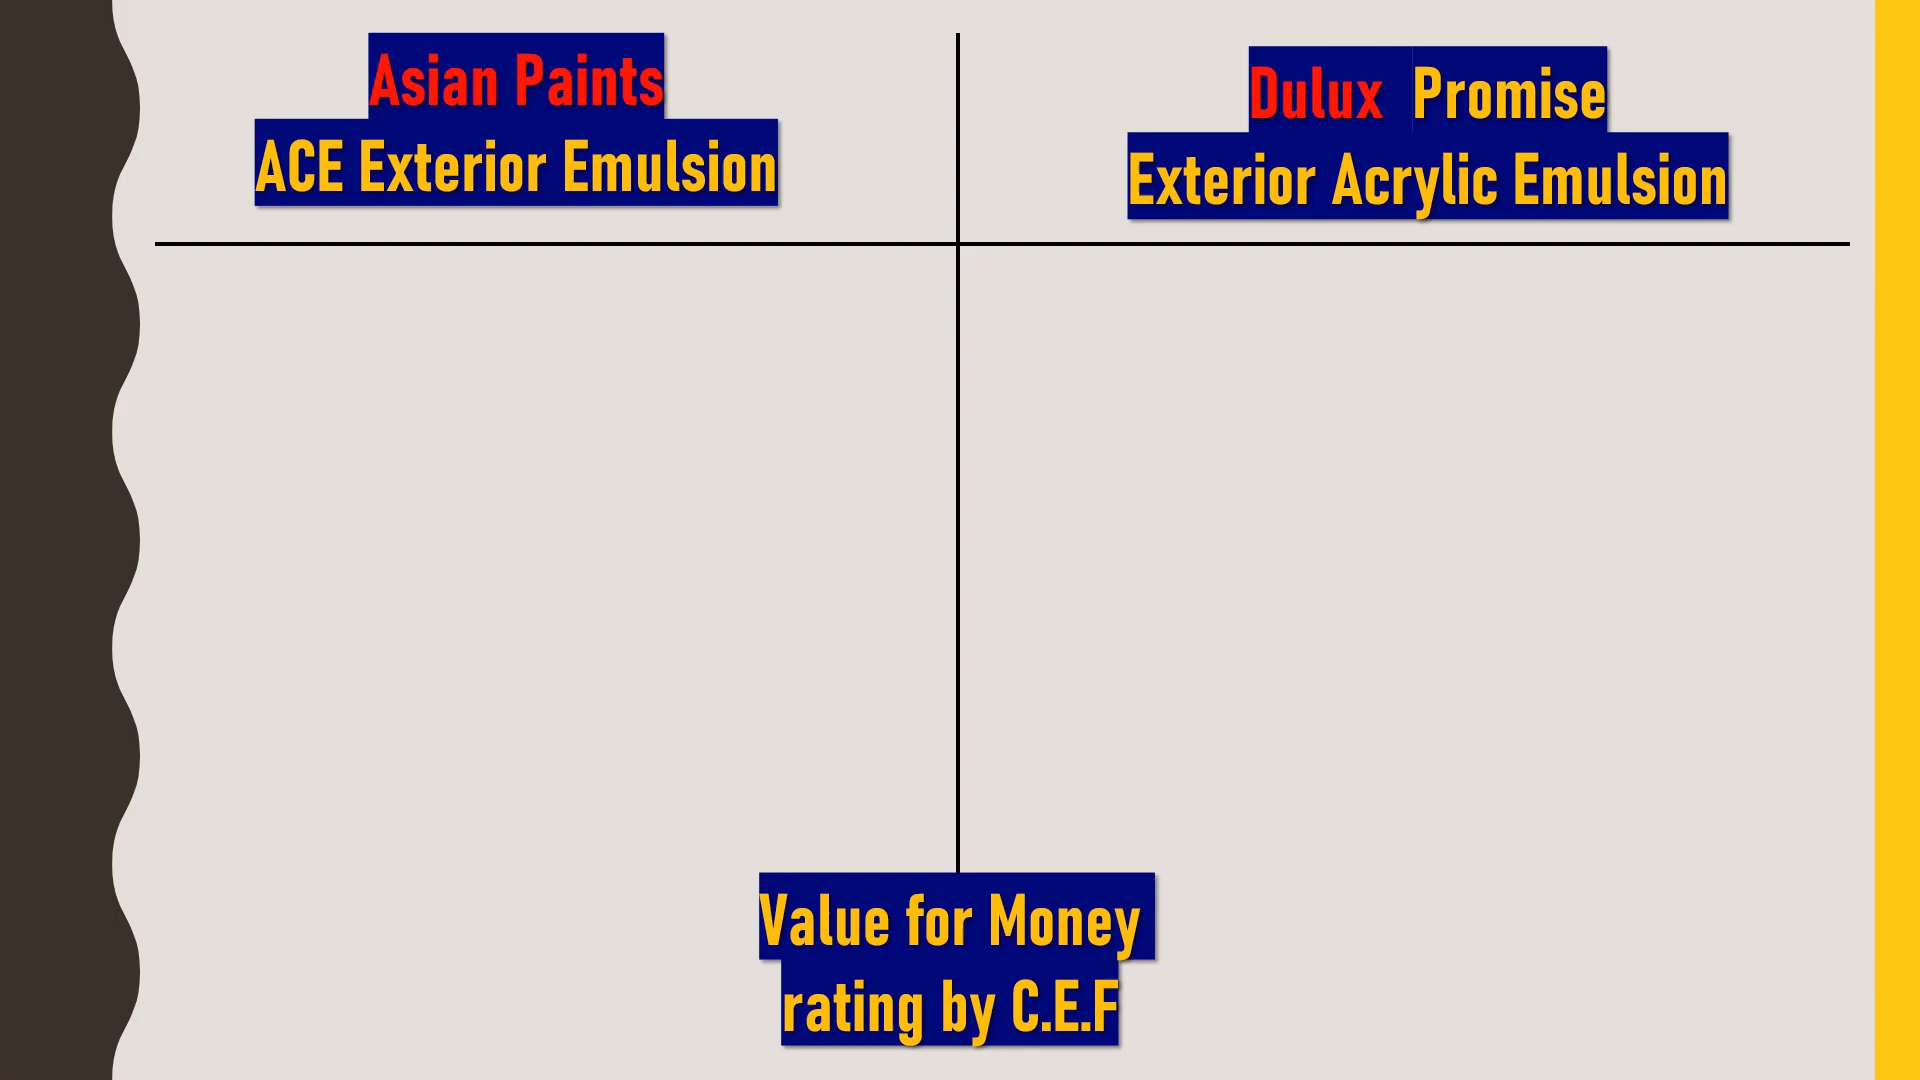 Asian Paints
ACE Exterior Emulsion
Dulux  Promise
Exterior Acrylic Emulsion
Value for Money
rating by C.E.F